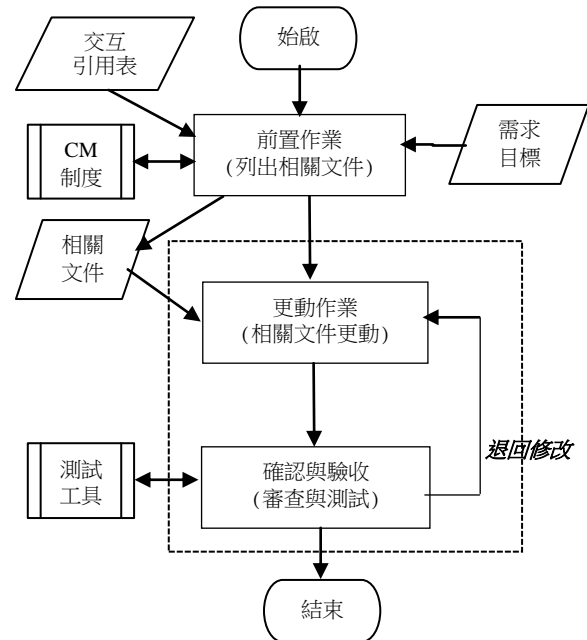 交互
引用表
始啟
前置作業
(列出相關文件)
需求
目標
CM
制度
相關
文件
更動作業
(相關文件更動)
退回修改
測試
工具
確認與驗收
(審查與測試)
結束